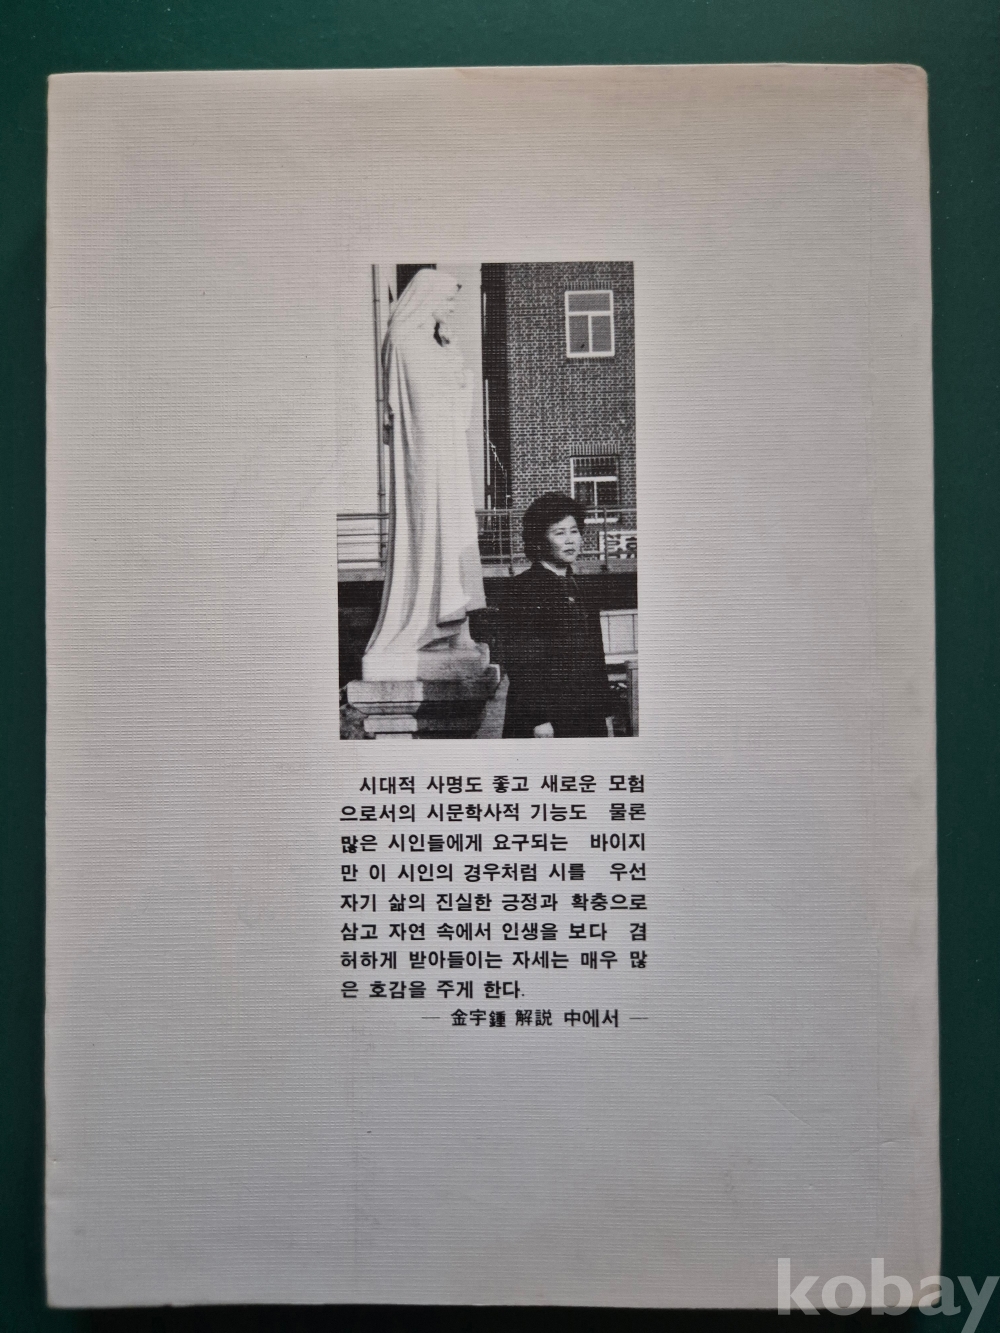 시대적 사명도 좋고 새로운 모험
으로서의 시문학사적 기능도 물론
많은 시인들에게 요구되는 바이지
만 이 시인의 경우처럼 시를 우선
자기 삶의 진실한 긍정과 확충으로
삼고 자연 속에서 인생을 보다 겸
허하게 받아들이는 자세는 매우 많
은 호감을 주게 한다.
— 金宇鍾 解説 中에서 —
kobay